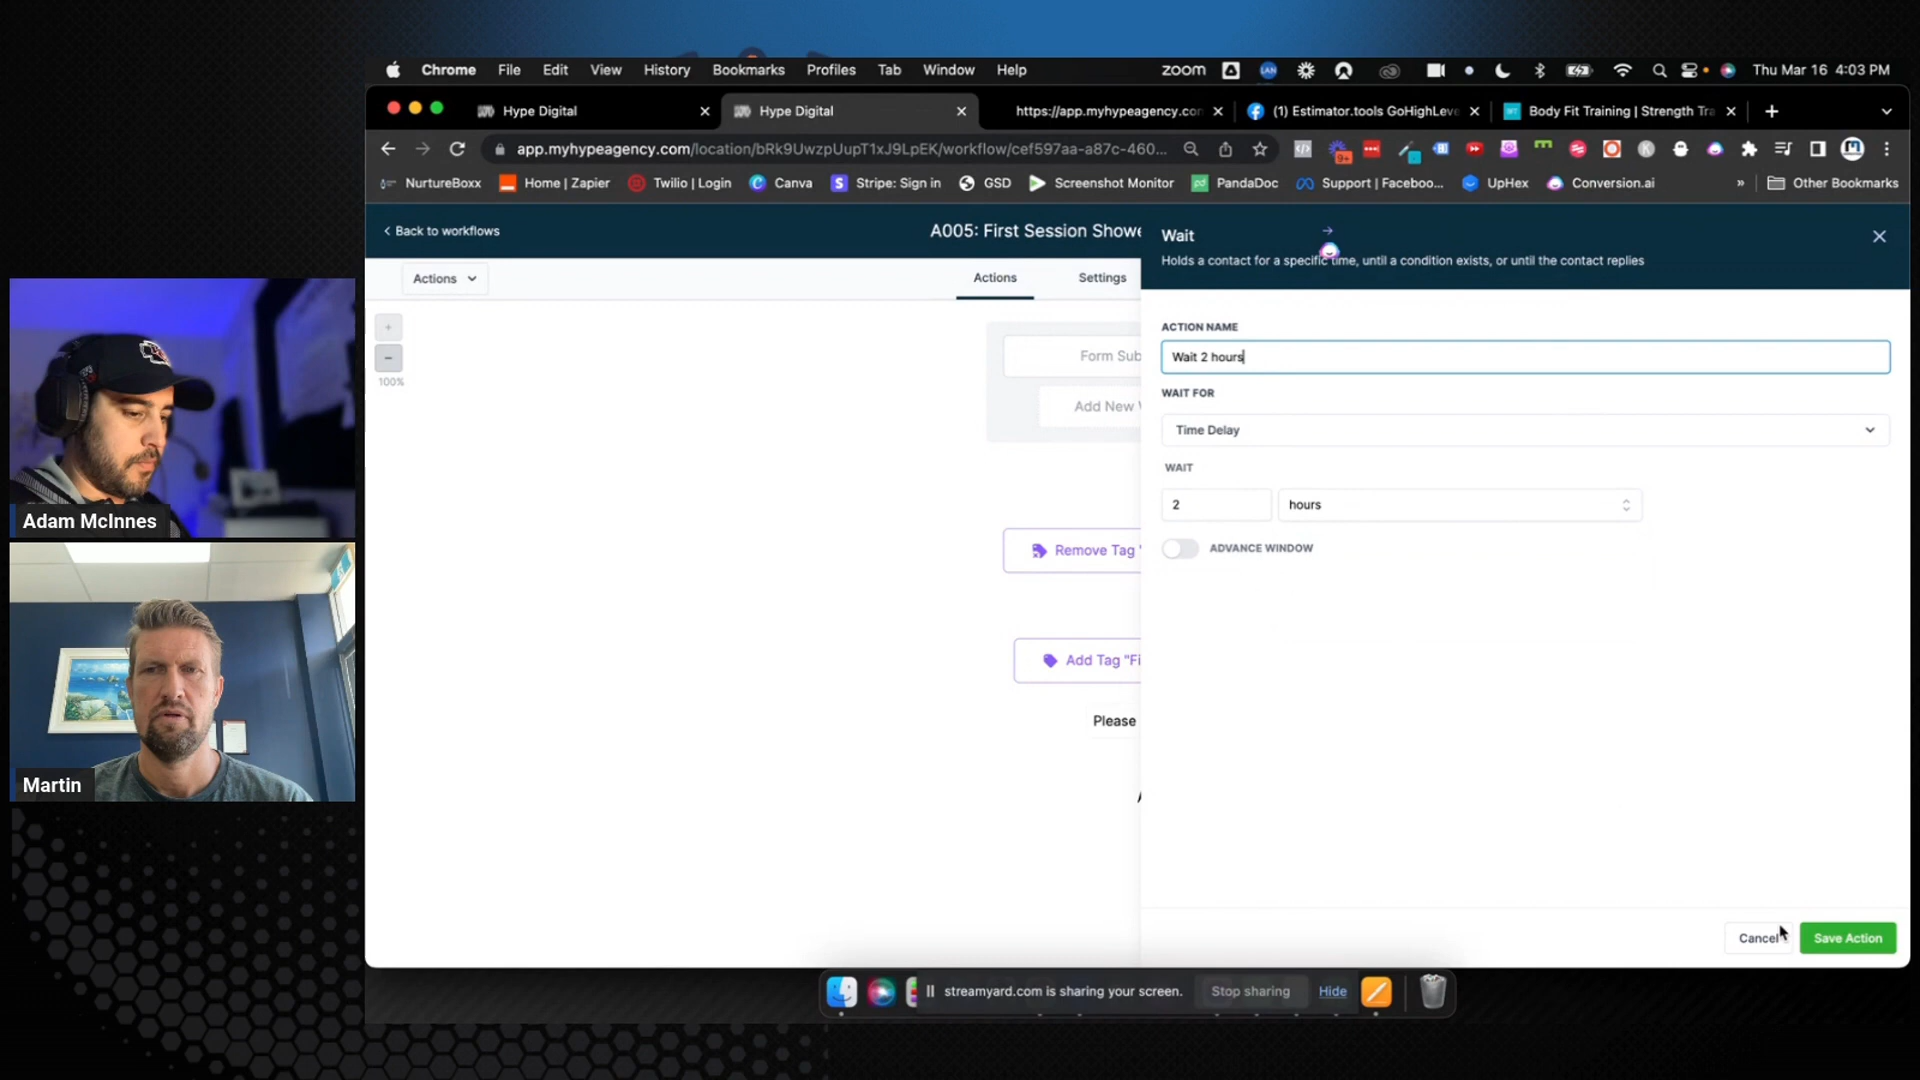 Chrome File Edit View History Bookmarks Profiles Tab Window Help zoom LAN Thu Mar 16 4:03 PM
Hype Digital Hype Digital https://app.myhypeagency.con (1) Estimator.tools GoHighLeve Body Fit Training | Strength Tra
app.myhypeagency.com/location/bRk9UwzpUupT1xJ9LpEK/workflow/cef597aa-a87c-460... 9+
NurtureBoxx Home | Zapier Twilio | Login Canva Stripe: Sign in GSD Screenshot Monitor PandaDoc Support | Faceboo... UpHex Conversion.ai » Other Bookmarks
Back to workflows
A005: First Session Showe
Actions
Actions Settings
100%
Form Sub
Add New
Remove Tag "
Add Tag "Fi
Please
Wait
Holds a contact for a specific time, until a condition exists, or until the contact replies
ACTION NAME
Wait 2 hours
WAIT FOR
Time Delay
WAIT
2 hours
ADVANCE WINDOW
Cancel Save Action
Adam McInnes
Martin
streamyard.com is sharing your screen. Stop sharing Hide